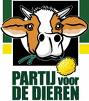 PARTIJ voor
DE DIEREN